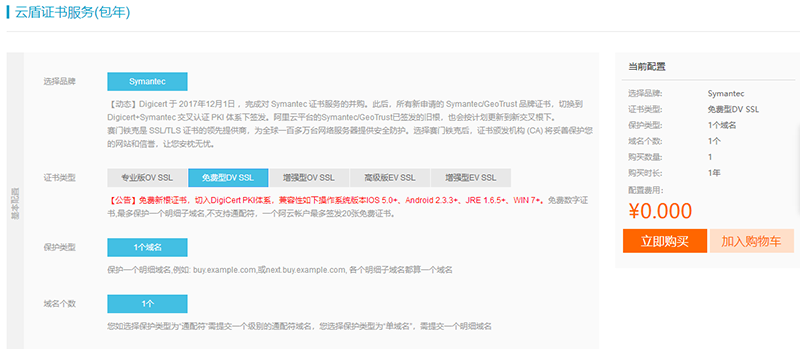 云盾证书服务(包年)
选择品牌
Symantec
【动态】Digicert 于 2017年12月1日 ，完成对 Symantec 证书服务的并购。此后，所有新申请的 Symantec/GeoTrust 品牌证书，切换到
Digicert+Symantec 交叉认证 PKI 体系下签发。阿里云平台的Symantec/GeoTrust已签发的旧根，也会按计划更新到新交叉根下。
赛门铁克是 SSL/TLS 证书的领先提供商，为全球一百多万台网络服务器提供安全防护。选择赛门铁克后，证书颁发机构 (CA) 将妥善保护您
的网站和信誉，让您安枕无忧。
证书类型
专业版OV SSL 免费型DV SSL 增强型OV SSL 高级版EV SSL 增强型EV SSL
【公告】免费新根证书，切入DigiCert PKI体系，兼容性如下操作系统版本IOS 5.0+、Android 2.3.3+、JRE 1.6.5+、WIN 7+。免费数字证
书,最多保护一个明细子域名,不支持通配符，一个阿云帐户最多签发20张免费证书。
保护类型
1个域名
保护一个明细域名,例如: buy.example.com,或next.buy.example.com, 各个明细子域名都算一个域名
域名个数
1个
您如选择保护类型为“通配符”需提交一个级别的通配符域名，您选择保护类型为“单域名”，需提交一个明细域名
基本配置
当前配置
选择品牌: Symantec
证书类型: 免费型DV SSL
保护类型: 1个域名
域名个数: 1个
购买数量: 1
购买时长: 1年
配置费用:
¥0.000
立即购买 加入购物车